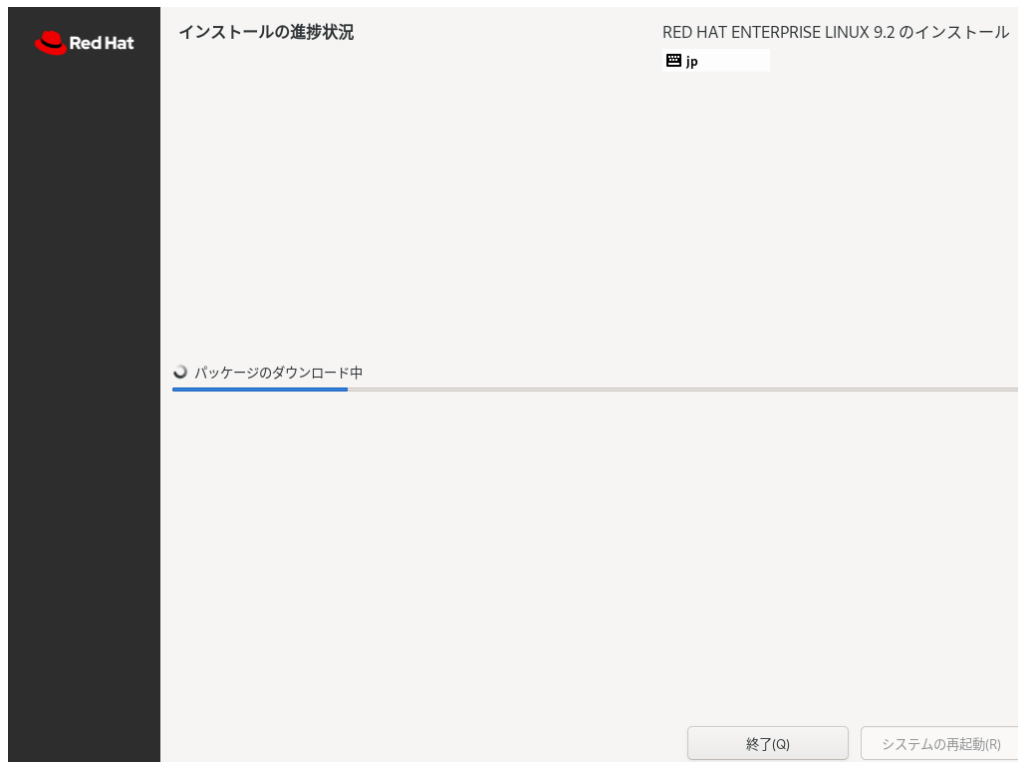 Red Hat
インストールの進捗状況
RED HAT ENTERPRISE LINUX 9.2 のインストール
jp
パッケージのダウンロード中
終了(Q)
システムの再起動(R)